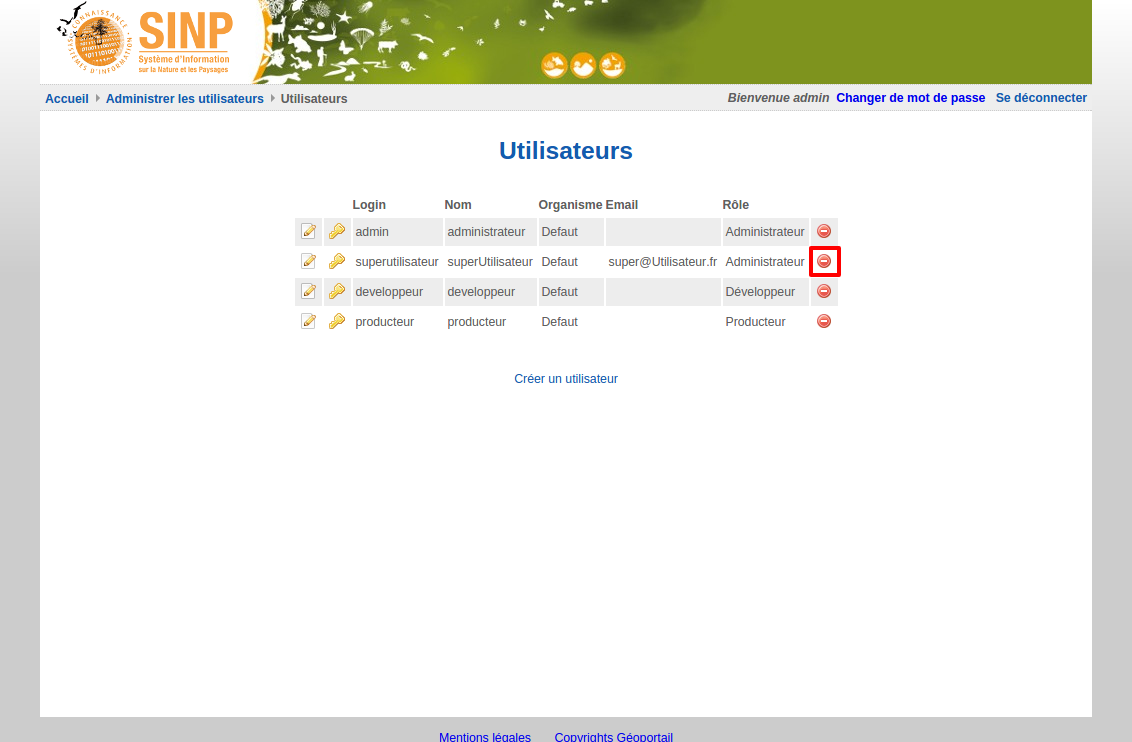 SINP
Système d'Information
sur la Nature et les Paysages
Accueil Administrer les utilisateurs Utilisateurs Bienvenue admin Changer de mot de passe Se déconnecter
Utilisateurs
Login Nom Organisme Email Rôle
admin administrateur Defaut Administrateur
superutilisateur superUtilisateur Defaut super@Utilisateur.fr Administrateur
developpeur developpeur Defaut Développeur
producteur producteur Defaut Producteur
Créer un utilisateur
Mentions légales Copyrights Géoportail